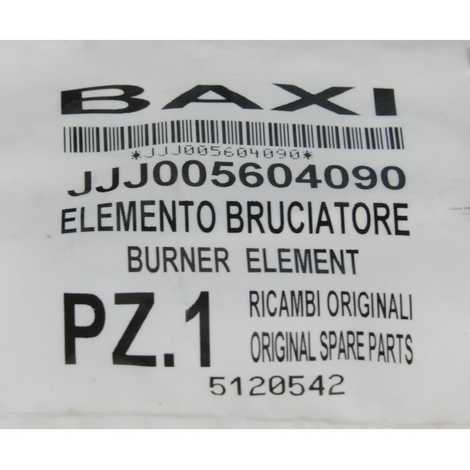 BAXI
*JJJ005604090*
JJJ005604090
ELEMENTO BRUCIATORE
BURNER ELEMENT
PZ.1 RICAMBI ORIGINALI
ORIGINAL SPARE PARTS
5120542